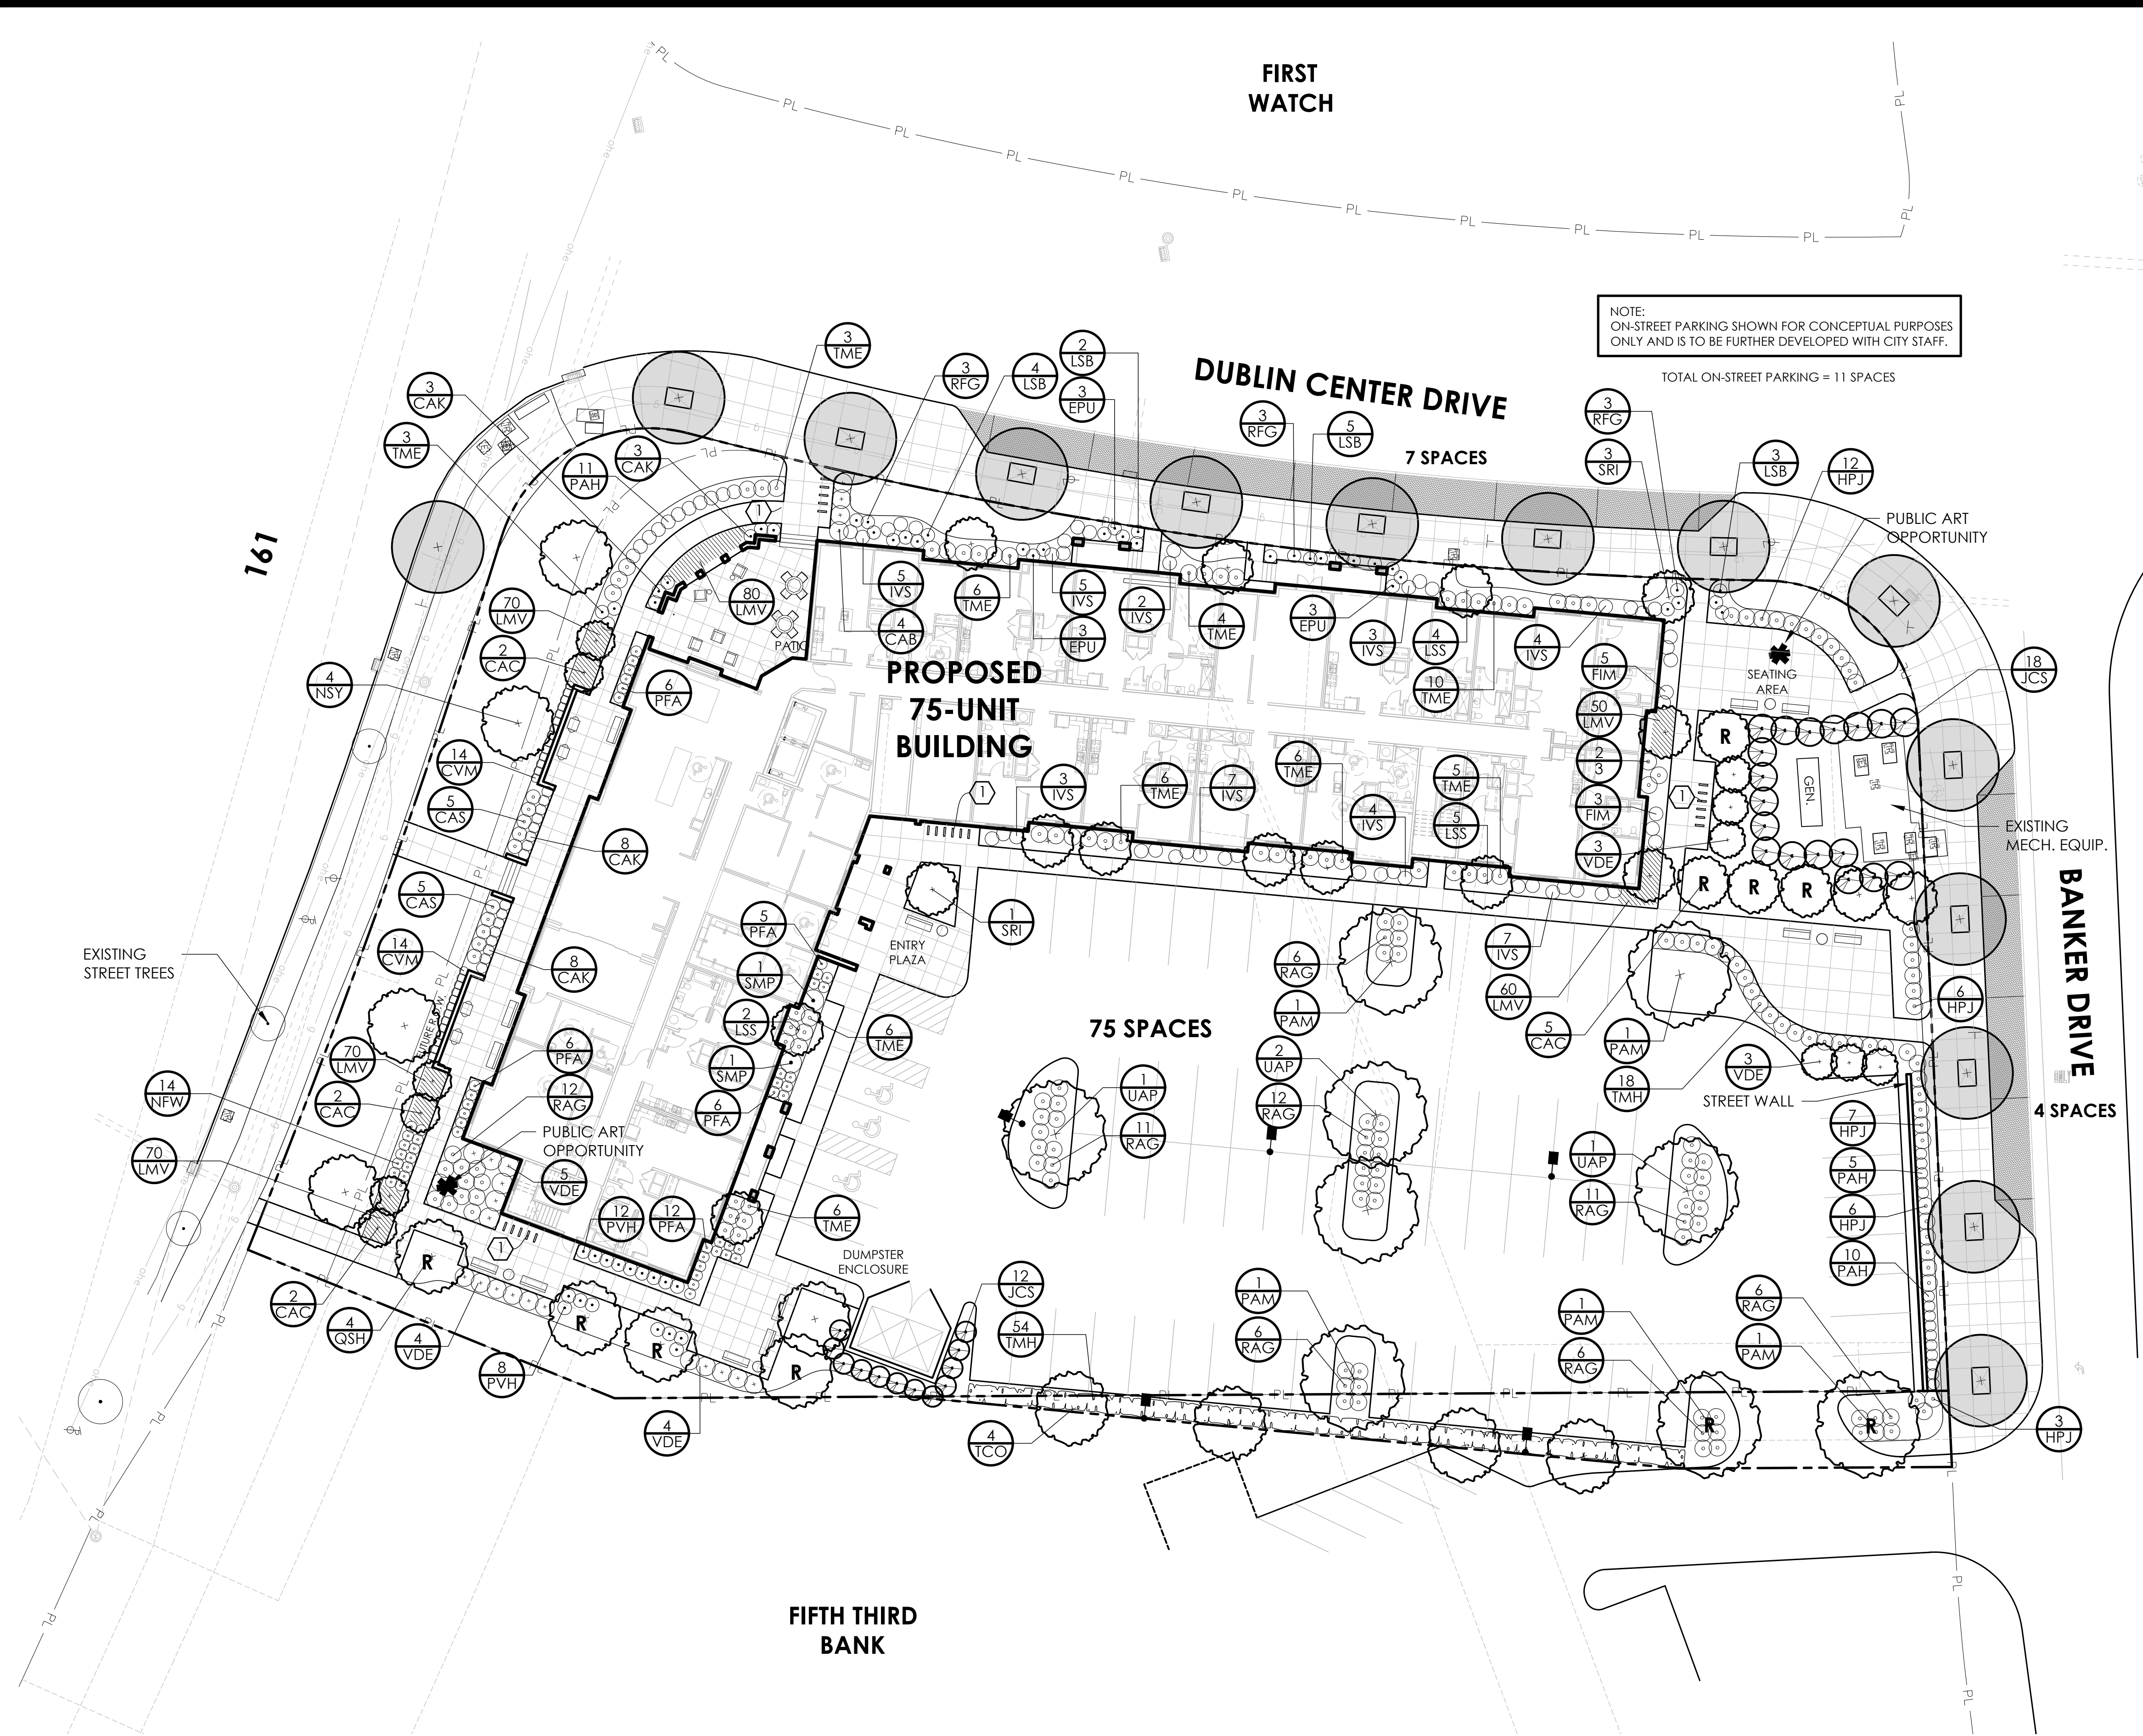 FIRST
WATCH
NOTE:
ON-STREET PARKING SHOWN FOR CONCEPTUAL PURPOSES
ONLY AND IS TO BE FURTHER DEVELOPED WITH CITY STAFF.
TOTAL ON-STREET PARKING = 11 SPACES
DUBLIN CENTER DRIVE
7 SPACES
161
3
TME
3
RFG
4
LSB
2
LSB
3
EPU
3
RFG
5
LSB
3
RFG
3
SRI
3
LSB
12
HPJ
PUBLIC ART
OPPORTUNITY
3
CAK
3
TME
11
PAH
3
CAK
1
80
LMV
PATIO
5
IVS
4
CAB
6
TME
5
IVS
3
EPU
2
IVS
4
TME
3
EPU
3
IVS
4
LSS
10
TME
4
IVS
5
FIM
50
LMV
2
3
3
FIM
3
VDE
SEATING
AREA
18
JCS
R
GEN.
1
EXISTING
MECH. EQUIP.
R
R
R
70
LMV
2
CAC
4
NSY
6
PFA
14
CVM
5
CAS
8
CAK
5
CAS
14
CVM
8
CAK
PROPOSED
75-UNIT
BUILDING
1
3
IVS
6
TME
7
IVS
6
TME
4
IVS
5
TME
5
LSS
1
SRI
ENTRY
PLAZA
5
PFA
1
SMP
2
LSS
1
SMP
6
PFA
6
TME
EXISTING
STREET TREES
FUTURE R.O.W.
70
LMV
2
CAC
14
NFW
70
LMV
6
PFA
12
RAG
PUBLIC ART
OPPORTUNITY
5
VDE
12
PVH
12
PFA
6
TME
1
75 SPACES
6
RAG
1
PAM
2
UAP
12
RAG
1
UAP
11
RAG
7
IVS
60
LMV
5
CAC
1
PAM
18
TMH
3
VDE
STREET WALL
6
HPJ
BANKER DRIVE
4 SPACES
1
UAP
11
RAG
7
HPJ
5
PAH
6
HPJ
10
PAH
DUMPSTER
ENCLOSURE
12
JCS
54
TMH
1
PAM
6
RAG
1
PAM
6
RAG
6
RAG
1
PAM
R
R
R
R
R
R
2
CAC
4
QSH
4
VDE
8
PVH
4
VDE
4
TCO
3
HPJ
FIFTH THIRD
BANK